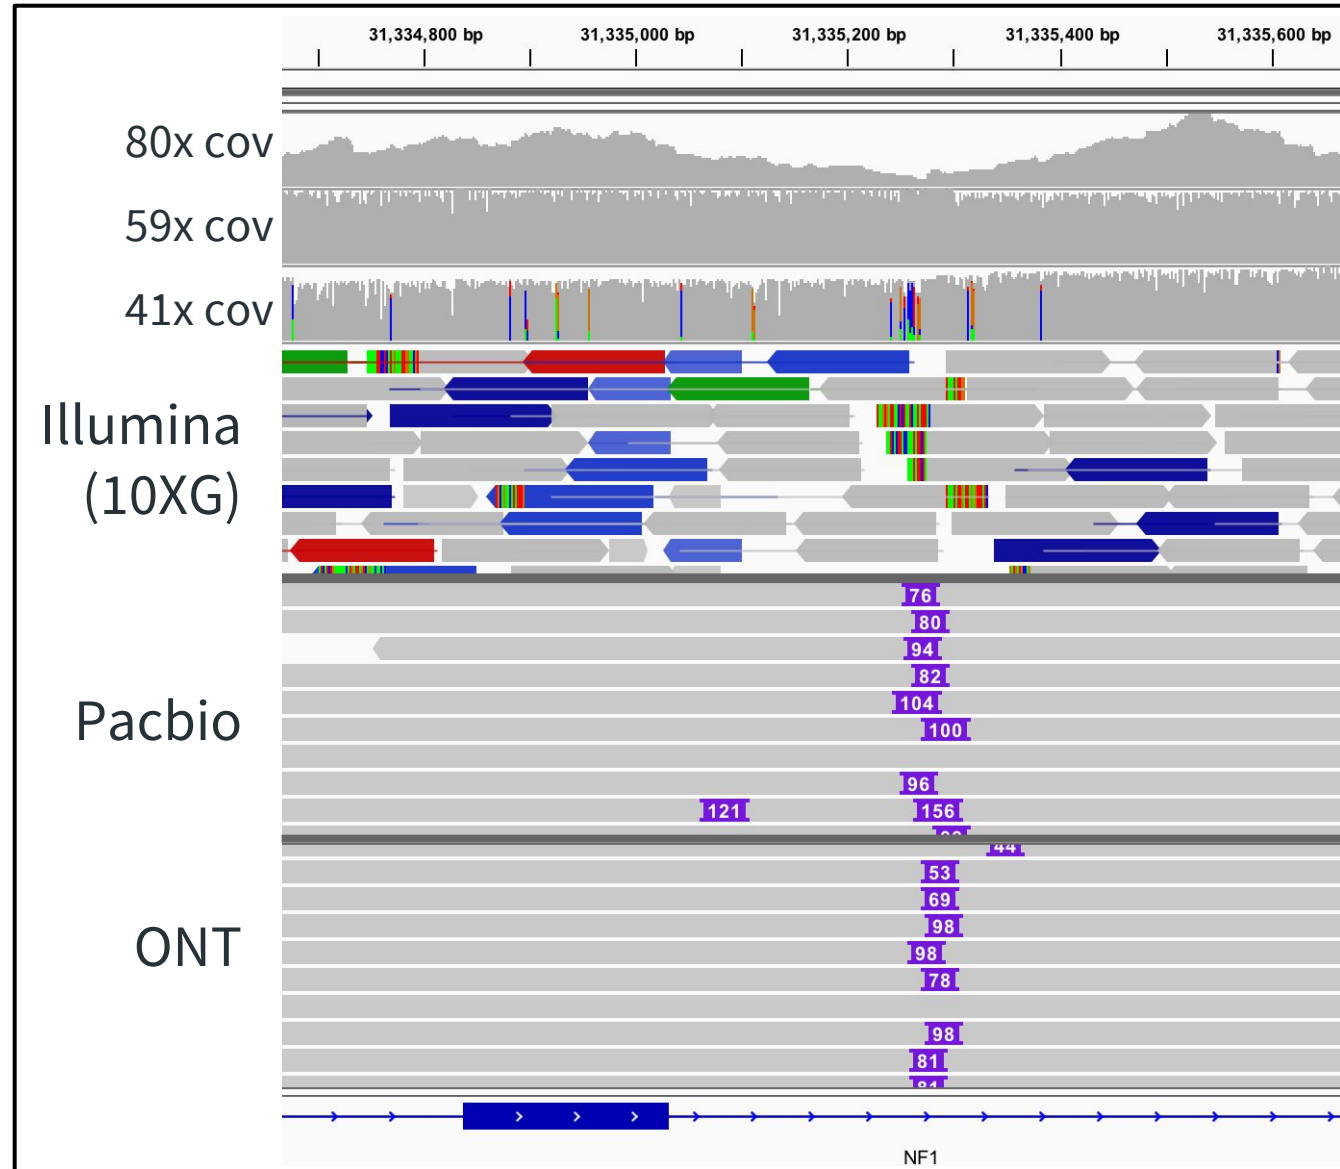 31,334,800 bp 31,335,000 bp 31,335,200 bp 31,335,400 bp 31,335,600 bp
80x cov
59x cov
41x cov
Illumina
(10XG)
Pacbio
76
80
94
82
104
100
96
121 156
ONT
44
53
69
98
98
78
98
81
NF1